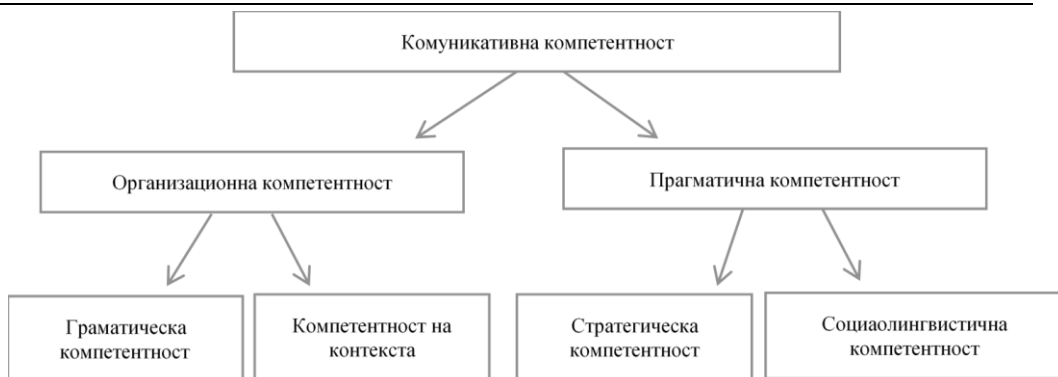 Комуникативна компетентност
Организационна компетентност
Прагматична компетентност
Граматическа
компетентност
Компетентност на
контекста
Стратегическа
компетентност
Социаолингвистична
компетентност